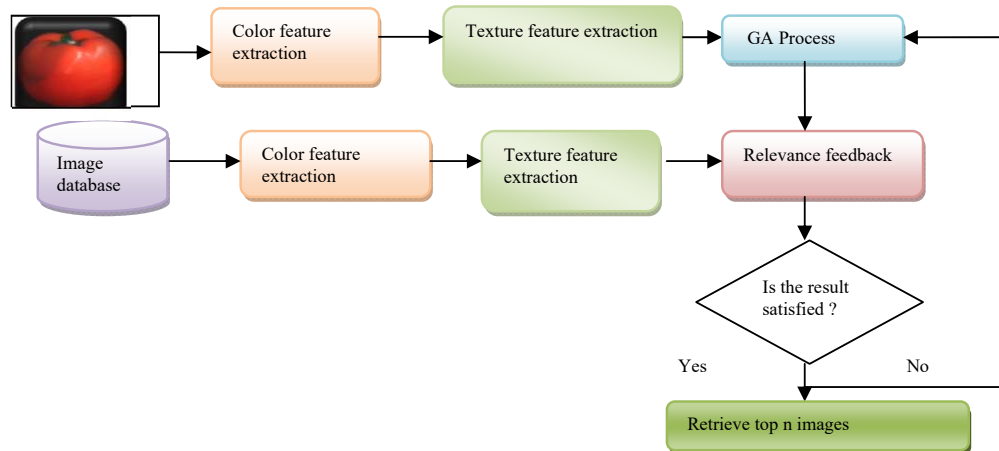 Color feature
extraction
Texture feature extraction
GA Process
Image
database
Color feature
extraction
Texture feature
extraction
Relevance feedback
Is the result
satisfied ?
Yes
No
Retrieve top n images